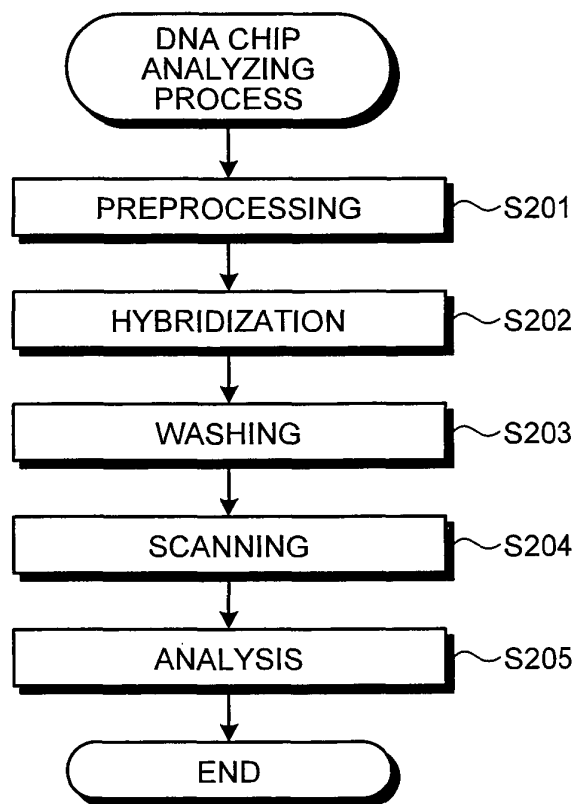 DNA CHIP
ANALYZING
PROCESS
PREPROCESSING
S201
HYBRIDIZATION
S202
WASHING
S203
SCANNING
S204
ANALYSIS
S205
END